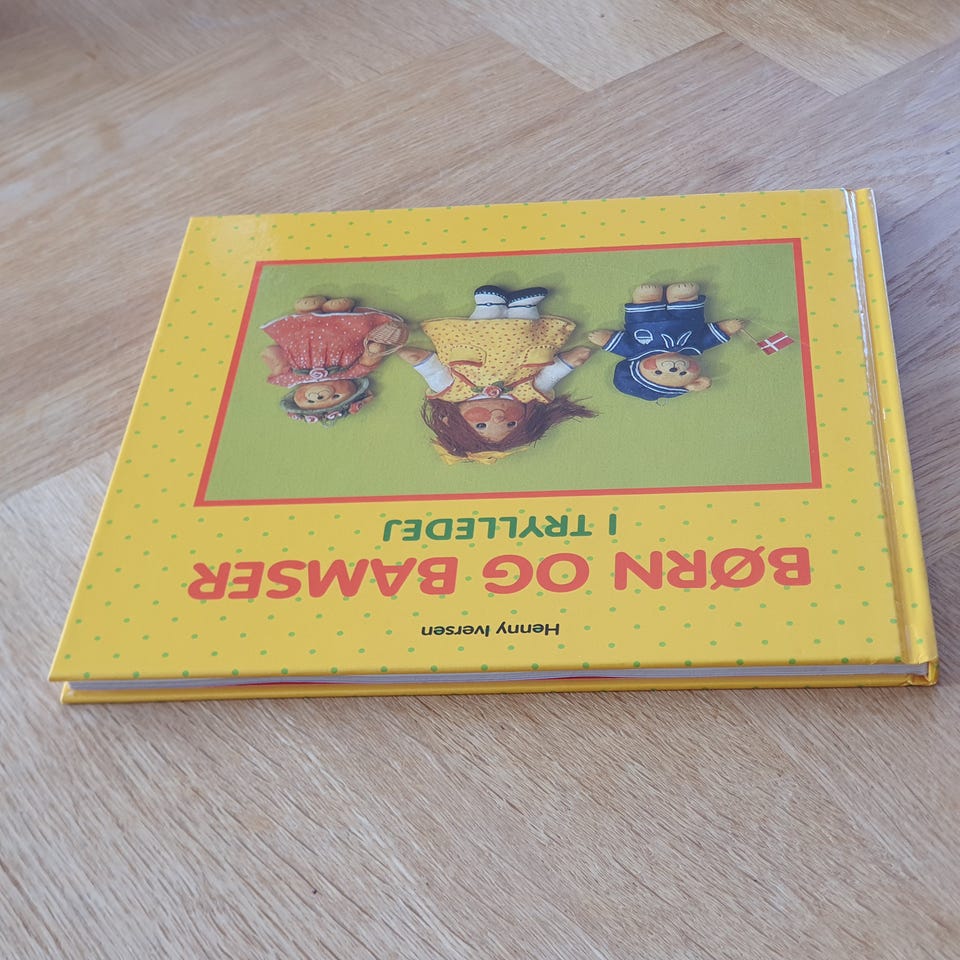 Henny Iversen
BØRN OG BAMSER
I TRYLLEDEJ